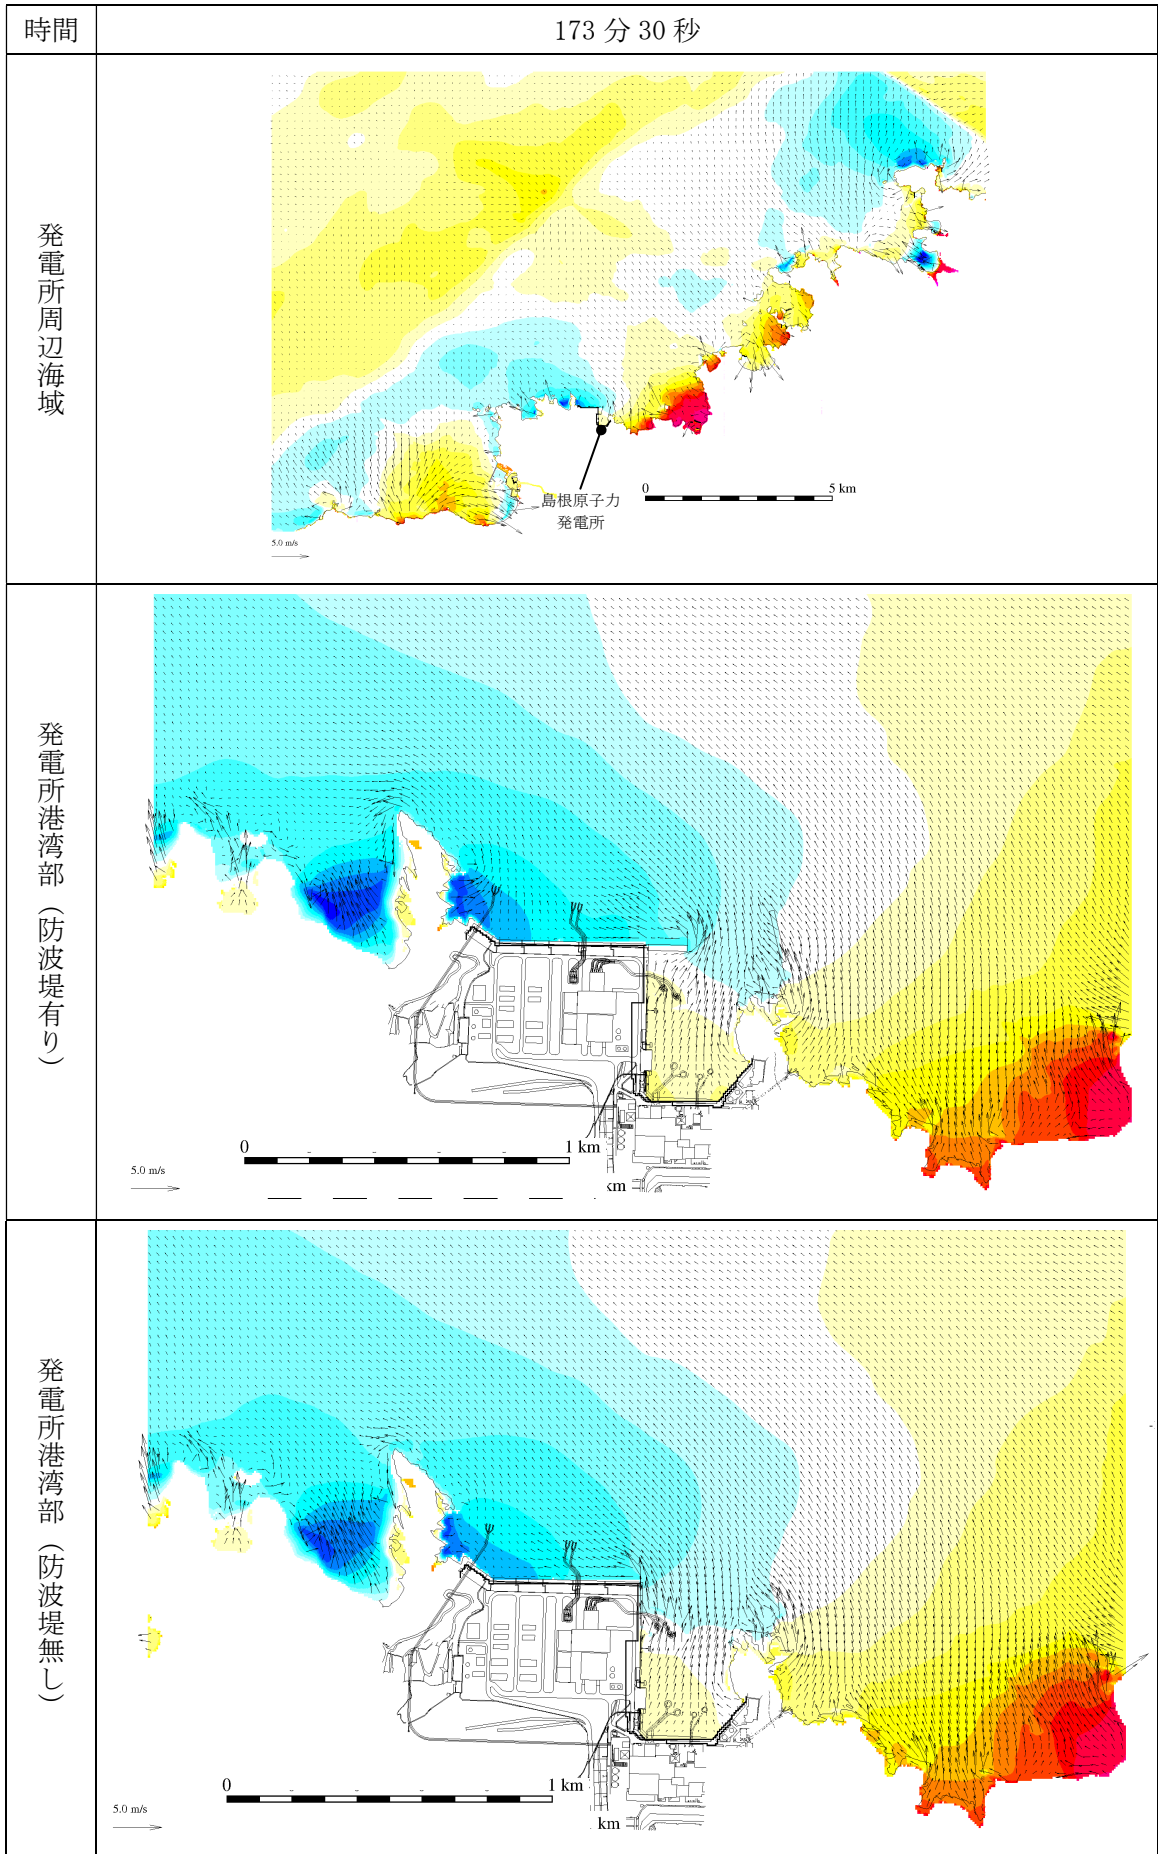 時間
173 分 30 秒
発電所周辺海域
島根原子力
発電所
0
5 km
5.0 m/s
発電所港湾部（防波堤有り）
0
1 km
5.0 m/s
km
発電所港湾部（防波堤無し）
0
1 km
5.0 m/s
km